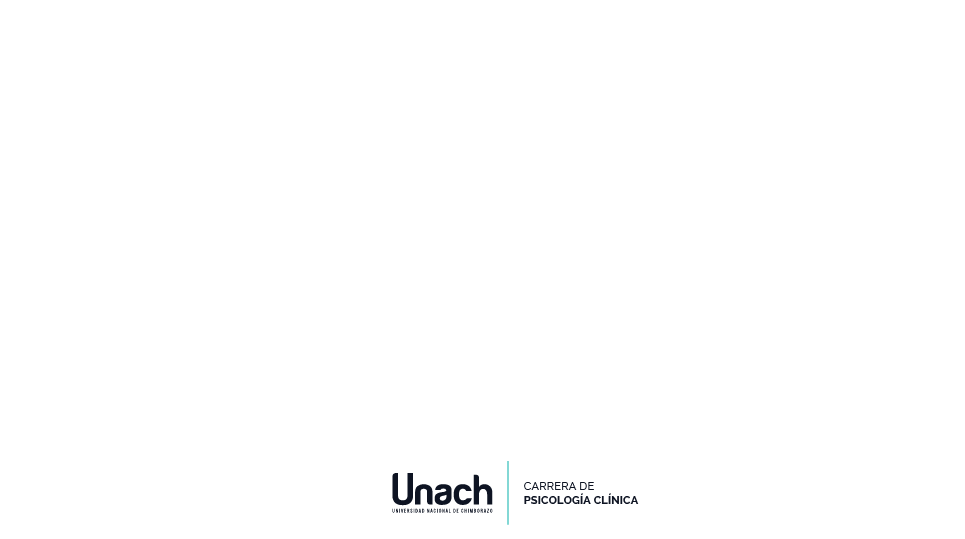 Unach
UNIVERSIDAD NACIONAL DE CHIMBORAZO
CARRERA DE
PSICOLOGÍA CLÍNICA